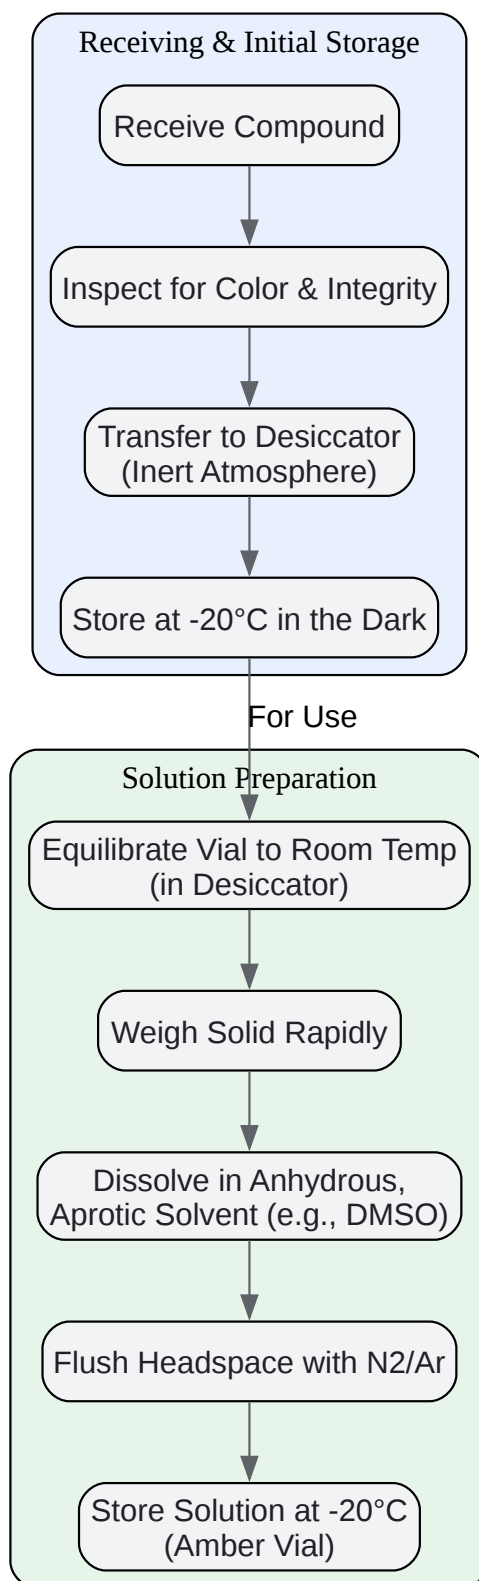 Receiving & Initial Storage
Receive Compound
Inspect for Color & Integrity
Transfer to Desiccator
(Inert Atmosphere)
Store at -20°C in the Dark
For Use
Solution Preparation
Equilibrate Vial to Room Temp
(in Desiccator)
Weigh Solid Rapidly
Dissolve in Anhydrous,
Aprotic Solvent (e.g., DMSO)
Flush Headspace with N2/Ar
Store Solution at -20°C
(Amber Vial)